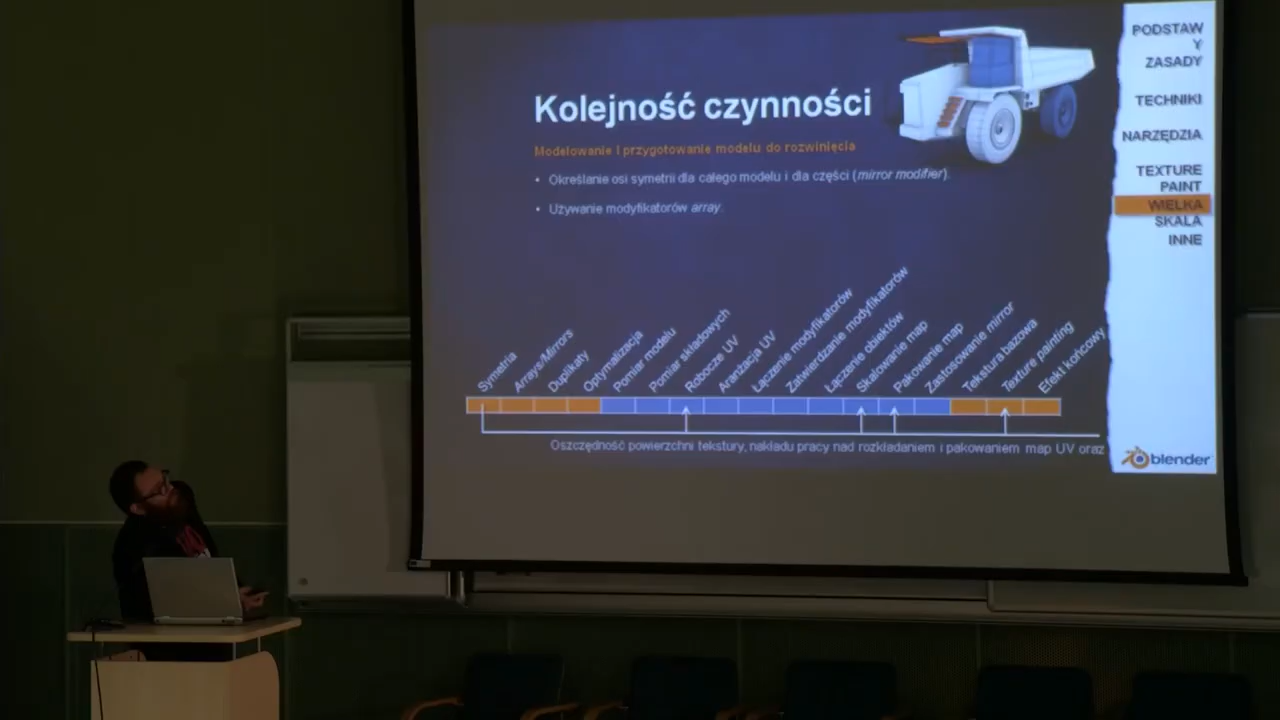 Kolejność czynności
Modelowanie i przygotowanie modelu do rozwinięcia
• Określanie osi symetrii dla całego modelu i dla części (mirror modifier).
• Używanie modyfikatorów array.
Symetria
Arrays/Mirrors
Duplikaty
Optymalizacja
Pomiar modelu
Pomiar składowych
Robocze UV
Aranżacja UV
Łączenie modyfikatorów
Zatwierdzanie modyfikatorów
Łączenie obiektów
Skalowanie map
Pakowanie map
Zastosowanie mirror
Tekstura bazowa
Texture painting
Efekt końcowy
Oszczędność powierzchni tekstury, nakładu pracy nad rozkładaniem i pakowaniem map UV oraz
PODSTAW
Y
ZASADY
TECHNIKI
NARZĘDZIA
TEXTURE
PAINT
WIELKA
SKALA
INNE
blender